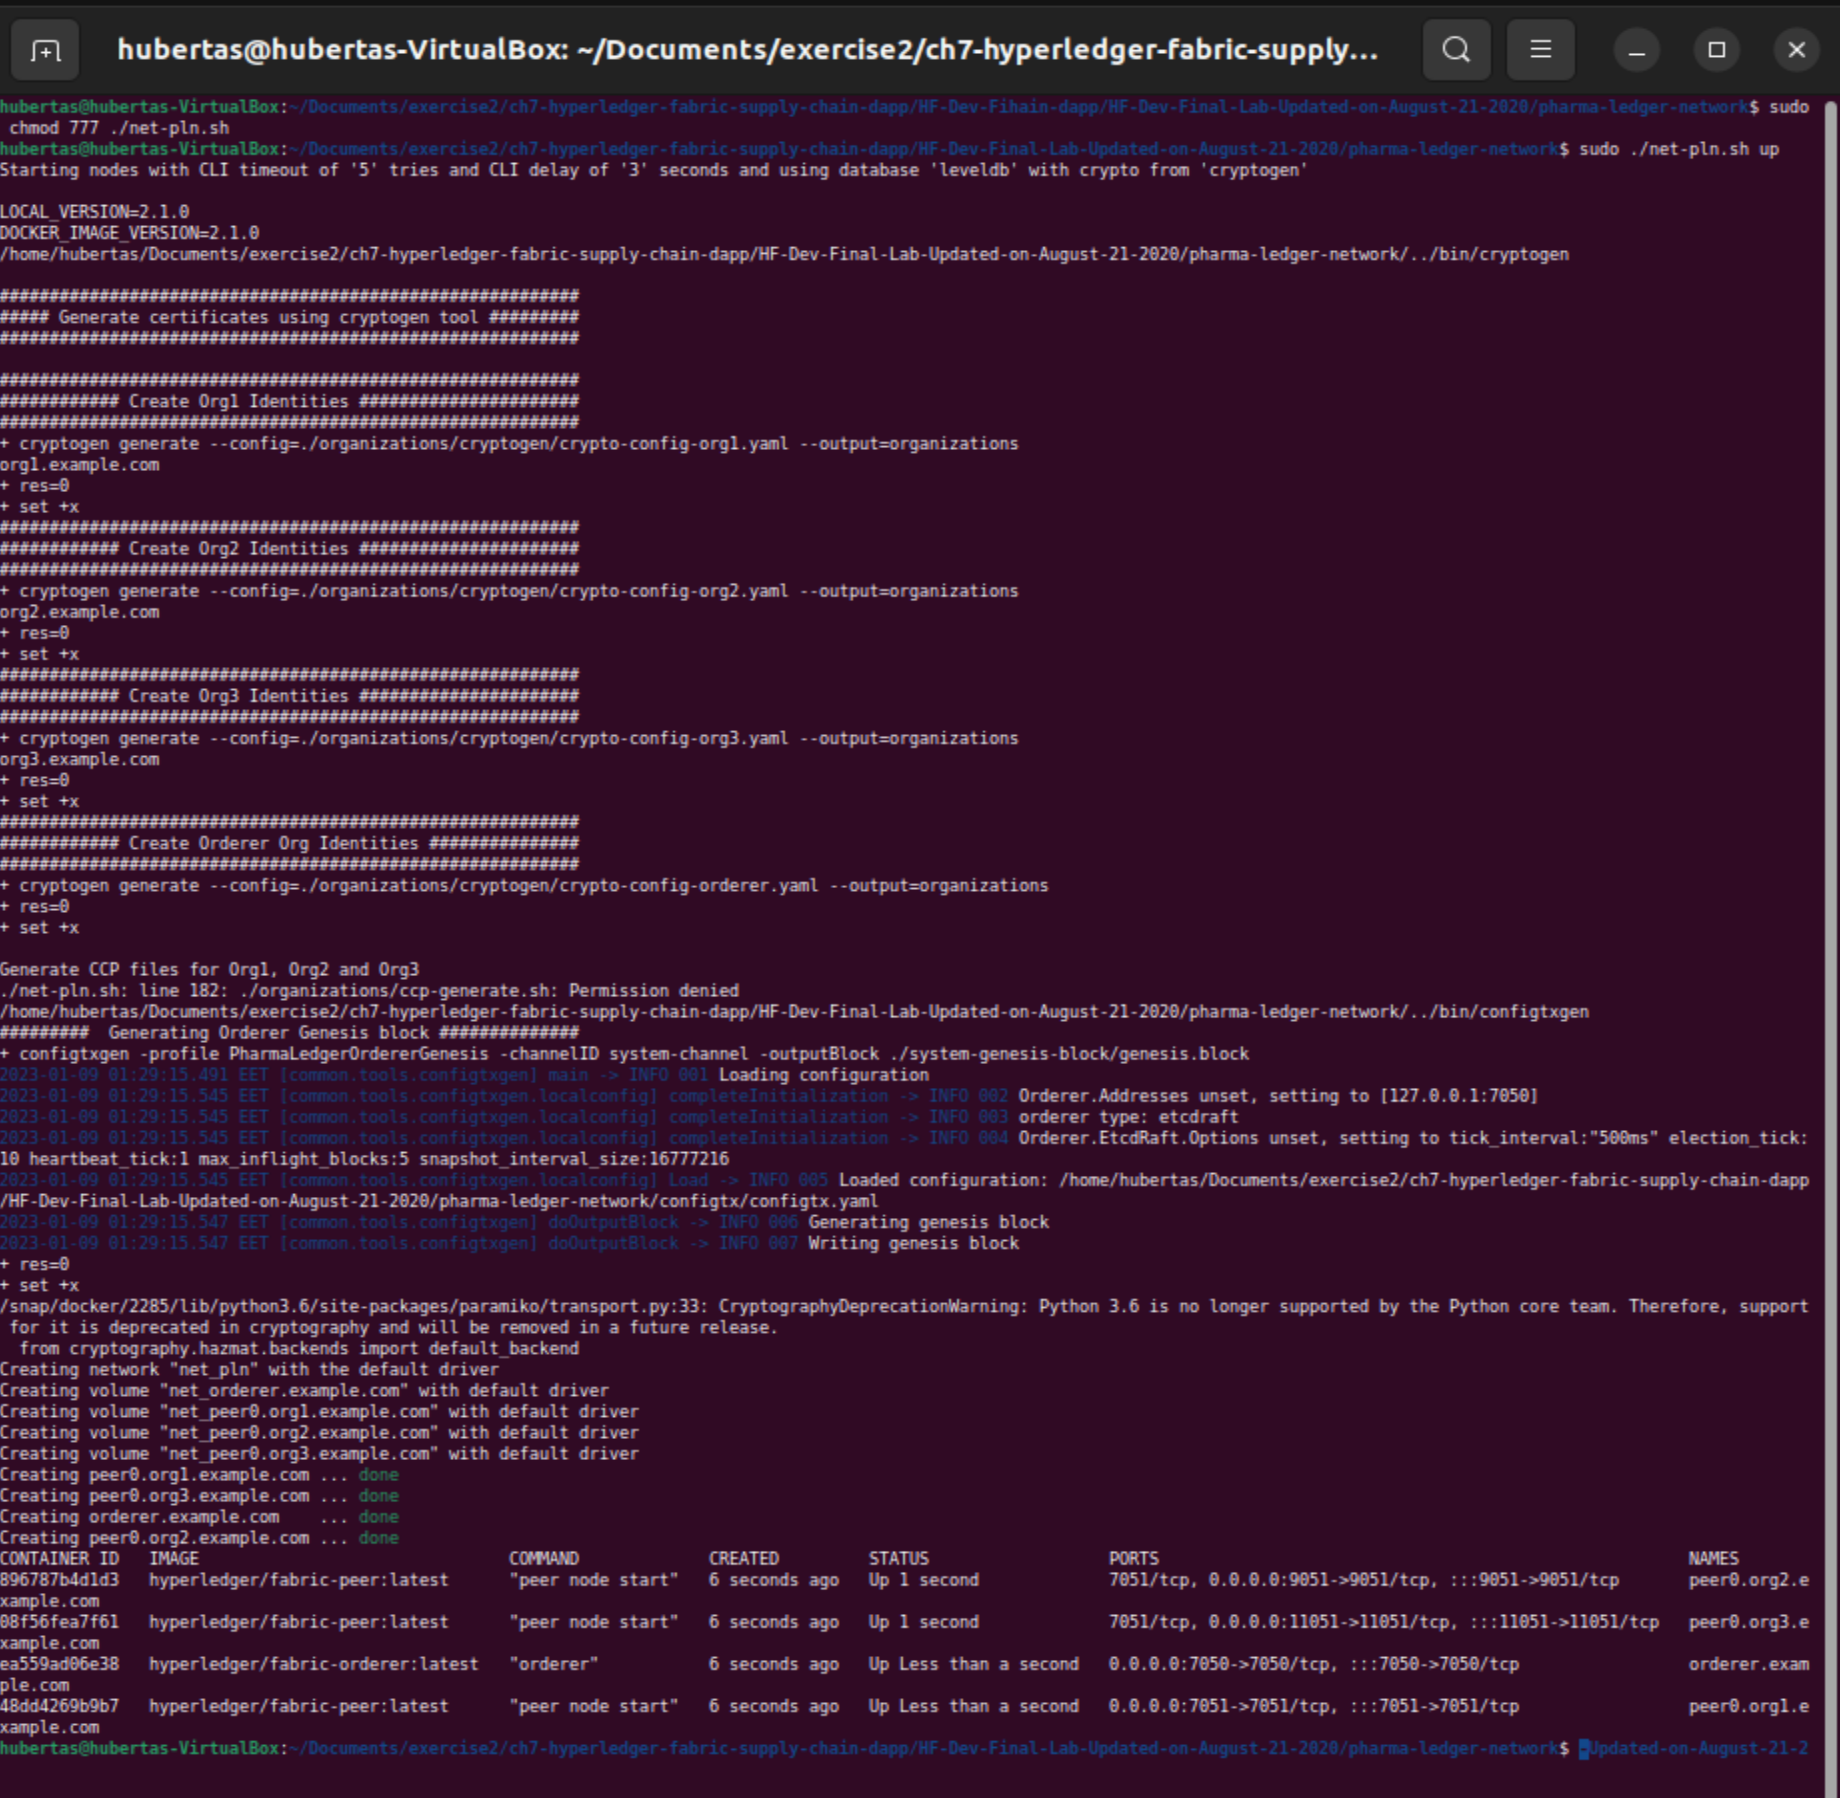 hubertas@hubertas-VirtualBox: ~/Documents/exercise2/ch7-hyperledger-fabric-supply...
hubertas@hubertas-VirtualBox:~/Documents/exercise2/ch7-hyperledger-fabric-supply-chain-dapp/HF-Dev-Fihain-dapp/HF-Dev-Final-Lab-Updated-on-August-21-2020/pharma-ledger-network$ sudo
 chmod 777 ./net-pln.sh
hubertas@hubertas-VirtualBox:~/Documents/exercise2/ch7-hyperledger-fabric-supply-chain-dapp/HF-Dev-Final-Lab-Updated-on-August-21-2020/pharma-ledger-network$ sudo ./net-pln.sh up
Starting nodes with CLI timeout of '5' tries and CLI delay of '3' seconds and using database 'leveldb' with crypto from 'cryptogen'
LOCAL_VERSION=2.1.0
DOCKER_IMAGE_VERSION=2.1.0
/home/hubertas/Documents/exercise2/ch7-hyperledger-fabric-supply-chain-dapp/HF-Dev-Final-Lab-Updated-on-August-21-2020/pharma-ledger-network/../bin/cryptogen
##########################################################
##### Generate certificates using cryptogen tool #########
##########################################################
##########################################################
############ Create Org1 Identities ######################
##########################################################
+ cryptogen generate --config=./organizations/cryptogen/crypto-config-org1.yaml --output=organizations
org1.example.com
+ res=0
+ set +x
##########################################################
############ Create Org2 Identities ######################
##########################################################
+ cryptogen generate --config=./organizations/cryptogen/crypto-config-org2.yaml --output=organizations
org2.example.com
+ res=0
+ set +x
##########################################################
############ Create Org3 Identities ######################
##########################################################
+ cryptogen generate --config=./organizations/cryptogen/crypto-config-org3.yaml --output=organizations
org3.example.com
+ res=0
+ set +x
##########################################################
############ Create Orderer Org Identities ###############
##########################################################
+ cryptogen generate --config=./organizations/cryptogen/crypto-config-orderer.yaml --output=organizations
+ res=0
+ set +x
Generate CCP files for Org1, Org2 and Org3
./net-pln.sh: line 182: ./organizations/ccp-generate.sh: Permission denied
/home/hubertas/Documents/exercise2/ch7-hyperledger-fabric-supply-chain-dapp/HF-Dev-Final-Lab-Updated-on-August-21-2020/pharma-ledger-network/../bin/configtxgen
#########  Generating Orderer Genesis block ##############
+ configtxgen -profile PharmaLedgerOrdererGenesis -channelID system-channel -outputBlock ./system-genesis-block/genesis.block
2023-01-09 01:29:15.491 EET [common.tools.configtxgen] main -> INFO 001 Loading configuration
2023-01-09 01:29:15.545 EET [common.tools.configtxgen.localconfig] completeInitialization -> INFO 002 Orderer.Addresses unset, setting to [127.0.0.1:7050]
2023-01-09 01:29:15.545 EET [common.tools.configtxgen.localconfig] completeInitialization -> INFO 003 orderer type: etcdraft
2023-01-09 01:29:15.545 EET [common.tools.configtxgen.localconfig] completeInitialization -> INFO 004 Orderer.EtcdRaft.Options unset, setting to tick_interval:"500ms" election_tick:
10 heartbeat_tick:1 max_inflight_blocks:5 snapshot_interval_size:16777216
2023-01-09 01:29:15.545 EET [common.tools.configtxgen.localconfig] Load -> INFO 005 Loaded configuration: /home/hubertas/Documents/exercise2/ch7-hyperledger-fabric-supply-chain-dapp
/HF-Dev-Final-Lab-Updated-on-August-21-2020/pharma-ledger-network/configtx/configtx.yaml
2023-01-09 01:29:15.547 EET [common.tools.configtxgen] doOutputBlock -> INFO 006 Generating genesis block
2023-01-09 01:29:15.547 EET [common.tools.configtxgen] doOutputBlock -> INFO 007 Writing genesis block
+ res=0
+ set +x
/snap/docker/2285/lib/python3.6/site-packages/paramiko/transport.py:33: CryptographyDeprecationWarning: Python 3.6 is no longer supported by the Python core team. Therefore, support
 for it is deprecated in cryptography and will be removed in a future release.
  from cryptography.hazmat.backends import default_backend
Creating network "net_pln" with the default driver
Creating volume "net_orderer.example.com" with default driver
Creating volume "net_peer0.org1.example.com" with default driver
Creating volume "net_peer0.org2.example.com" with default driver
Creating volume "net_peer0.org3.example.com" with default driver
Creating peer0.org1.example.com ... done
Creating peer0.org3.example.com ... done
Creating orderer.example.com    ... done
Creating peer0.org2.example.com ... done
CONTAINER ID   IMAGE                               COMMAND             CREATED         STATUS                  PORTS                                                     NAMES
896787b4d1d3   hyperledger/fabric-peer:latest      "peer node start"   6 seconds ago   Up 1 second             7051/tcp, 0.0.0.0:9051->9051/tcp, :::9051->9051/tcp       peer0.org2.e
xample.com
08f56fea7f61   hyperledger/fabric-peer:latest      "peer node start"   6 seconds ago   Up 1 second             7051/tcp, 0.0.0.0:11051->11051/tcp, :::11051->11051/tcp   peer0.org3.e
xample.com
ea559ad06e38   hyperledger/fabric-orderer:latest   "orderer"           6 seconds ago   Up Less than a second   0.0.0.0:7050->7050/tcp, :::7050->7050/tcp                 orderer.exam
ple.com
48dd4269b9b7   hyperledger/fabric-peer:latest      "peer node start"   6 seconds ago   Up Less than a second   0.0.0.0:7051->7051/tcp, :::7051->7051/tcp                 peer0.org1.e
xample.com
hubertas@hubertas-VirtualBox:~/Documents/exercise2/ch7-hyperledger-fabric-supply-chain-dapp/HF-Dev-Final-Lab-Updated-on-August-21-2020/pharma-ledger-network$ -Updated-on-August-21-2